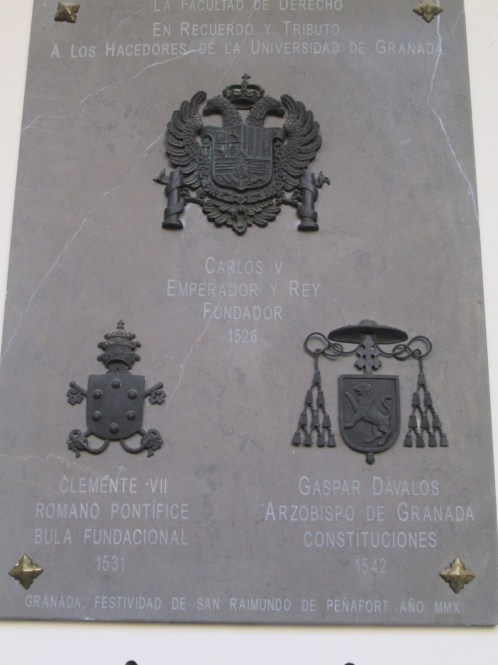 LA FACULTAD DE DERECHO
EN RECUERDO Y TRIBUTO
A LOS HACEDORES DE LA UNIVERSIDAD DE GRANADA
CARLOS V
EMPERADOR Y REY
FUNDADOR
1526
CLEMENTE VII
ROMANO PONTÍFICE
BULA FUNDACIONAL
1531
GASPAR DÁVALOS
ARZOBISPO DE GRANADA
CONSTITUCIONES
1542
GRANADA, FESTIVIDAD DE SAN RAIMUNDO DE PEÑAFORT AÑO MMX